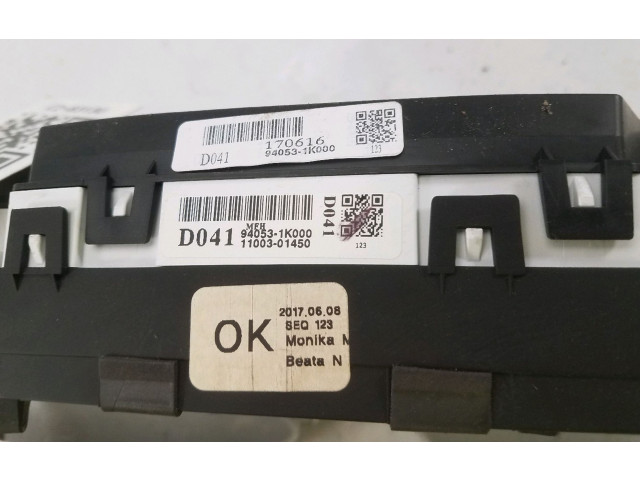 170616
D041 94053-1K000
123
MFH
D041 94053-1K000
11003-01450
D041
123
OK
2017.06.08
SEQ 123
Monika M
Beata N